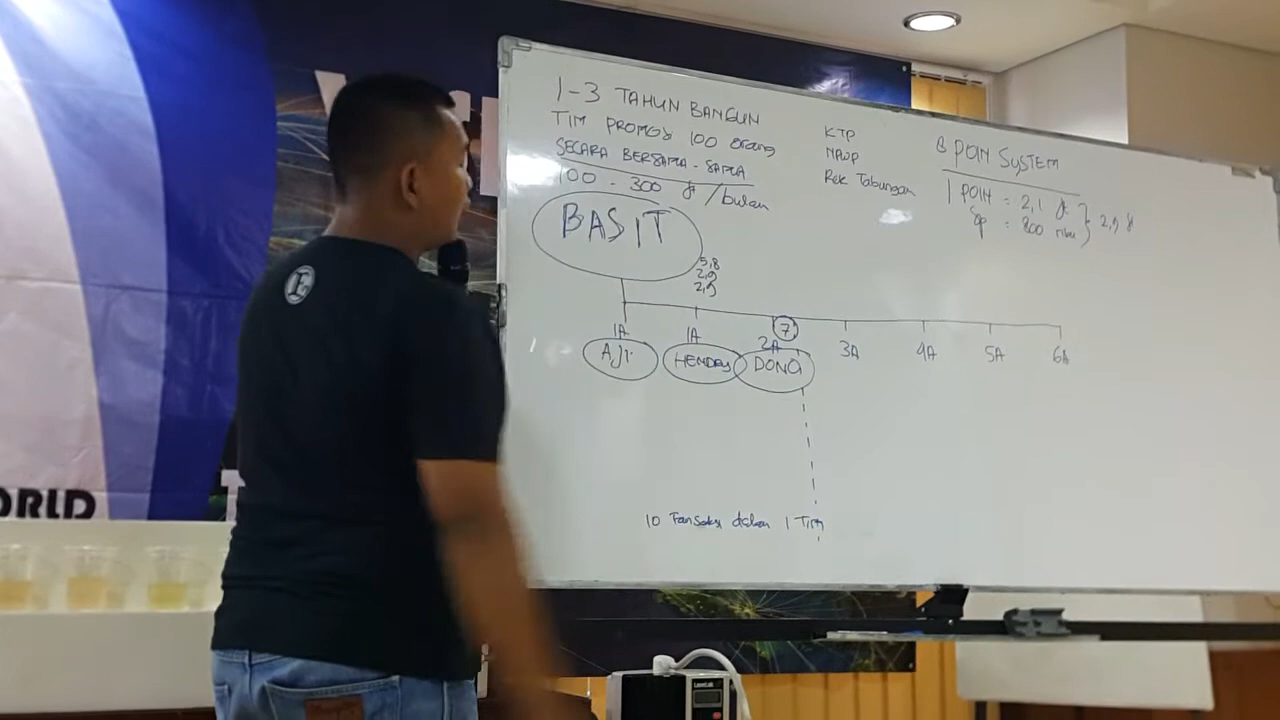 1-3 TAHUN BANGUN
TIM PROMOSI 100 orang
SECARA BERSAMA-SAMA
100 - 300 jt /bulan
BASIT
5,8
2,9
2,9
KTP
NPWP
Rek Tabungan
8 POIN SYSTEM
1 POIN = 2,1 jt
Sp = 800 ribu } 2,9 jt
7
1A 1A 2A 3A 4A 5A 6A
AJI HENDRY DONA
10 Transaksi dalam 1 Tim
ORLD
E